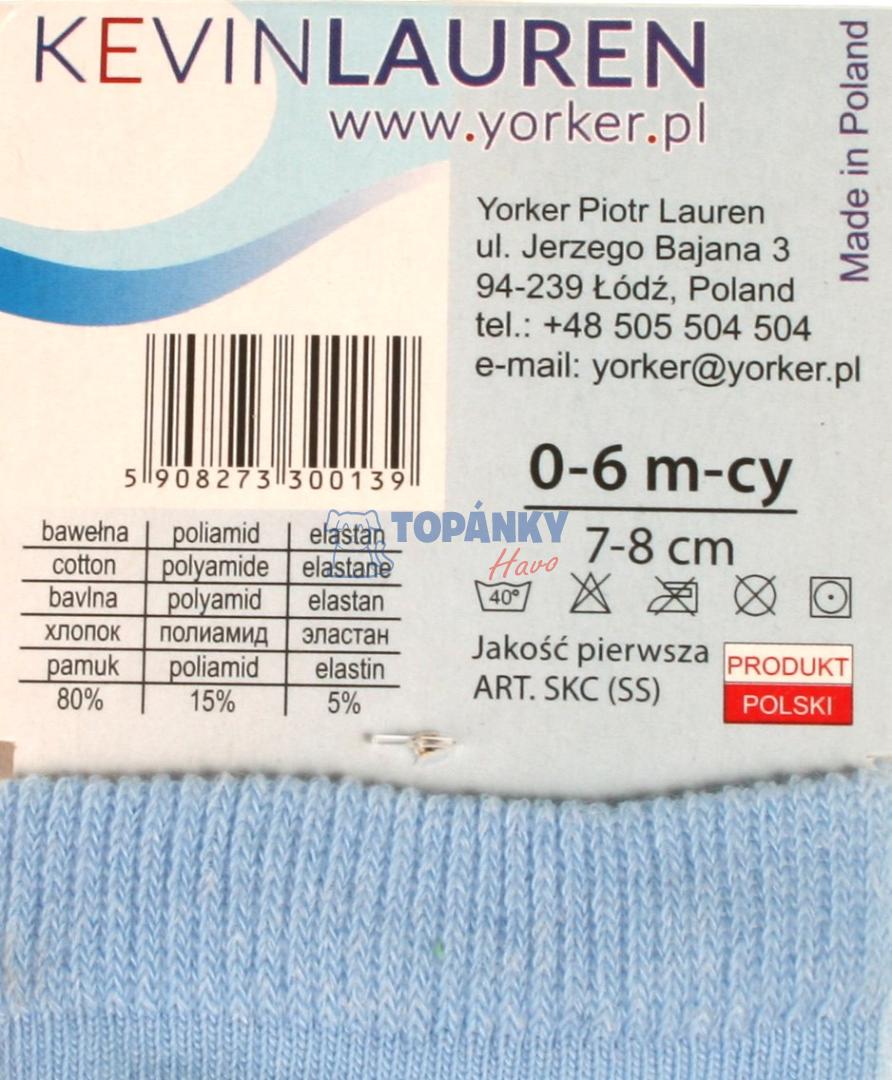 KEVINLAUREN
www.yorker.pl
Made in Poland
Yorker Piotr Lauren
ul. Jerzego Bajana 3
94-239 Łódź, Poland
tel.: +48 505 504 504
e-mail: yorker@yorker.pl
5 908273 300139
0-6 m-cy
7-8 cm
TOPÁNKY
Havo
bawełna poliamid elastan
cotton polyamide elastane
bavlna polyamid elastan
хлопок полиамид эластан
pamuk poliamid elastin
80% 15% 5%
40°
Jakość pierwsza
ART. SKC (SS)
PRODUKT
POLSKI